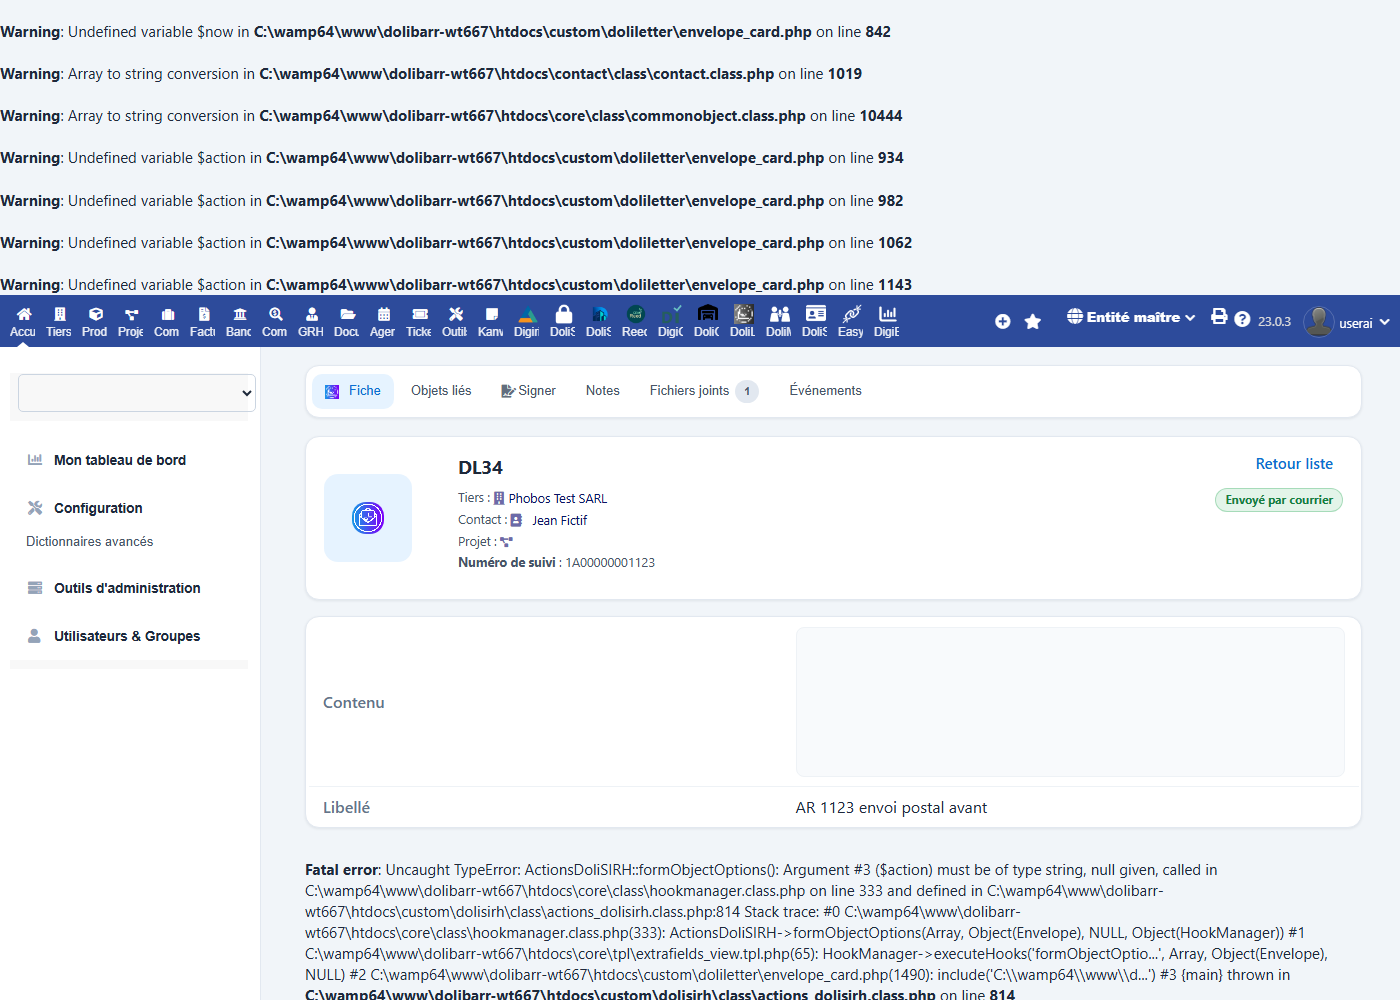 Warning: Undefined variable $now in C:\wamp64\www\dolibarr-wt667\htdocs\custom\doliletter\envelope_card.php on line 842
Warning: Array to string conversion in C:\wamp64\www\dolibarr-wt667\htdocs\contact\class\contact.class.php on line 1019
Warning: Array to string conversion in C:\wamp64\www\dolibarr-wt667\htdocs\core\class\commonobject.class.php on line 10444
Warning: Undefined variable $action in C:\wamp64\www\dolibarr-wt667\htdocs\custom\doliletter\envelope_card.php on line 934
Warning: Undefined variable $action in C:\wamp64\www\dolibarr-wt667\htdocs\custom\doliletter\envelope_card.php on line 982
Warning: Undefined variable $action in C:\wamp64\www\dolibarr-wt667\htdocs\custom\doliletter\envelope_card.php on line 1062
Warning: Undefined variable $action in C:\wamp64\www\dolibarr-wt667\htdocs\custom\doliletter\envelope_card.php on line 1143
Accu Tiers Prod Proje Com Fact Banc Com GRH Docu Ager Ticke Outil Kanv Digiri DoliS DoliS Reed DigiC DoliC DoliL DoliM DoliS Easy DigiE Entité maître 23.0.3 userai
Mon tableau de bord
Configuration
Dictionnaires avancés
Outils d'administration
Utilisateurs & Groupes
Fiche Objets liés Signer Notes Fichiers joints 1 Événements
DL34
Retour liste
Tiers : Phobos Test SARL
Envoyé par courrier
Contact : Jean Fictif
Projet :
Numéro de suivi : 1A00000001123
Contenu
Libellé AR 1123 envoi postal avant
Fatal error: Uncaught TypeError: ActionsDoliSIRH::formObjectOptions(): Argument #3 ($action) must be of type string, null given, called in
C:\wamp64\www\dolibarr-wt667\htdocs\core\class\hookmanager.class.php on line 333 and defined in C:\wamp64\www\dolibarr-
wt667\htdocs\custom\dolisirh\class\actions_dolisirh.class.php:814 Stack trace: #0 C:\wamp64\www\dolibarr-
wt667\htdocs\core\class\hookmanager.class.php(333): ActionsDoliSIRH->formObjectOptions(Array, Object(Envelope), NULL, Object(HookManager)) #1
C:\wamp64\www\dolibarr-wt667\htdocs\core\tpl\extrafields_view.tpl.php(65): HookManager->executeHooks('formObjectOptio...', Array, Object(Envelope),
NULL) #2 C:\wamp64\www\dolibarr-wt667\htdocs\custom\doliletter\envelope_card.php(1490): include('C:\\wamp64\\www\\d...') #3 {main} thrown in
C:\wamp64\www\dolibarr-wt667\htdocs\custom\dolisirh\class\actions_dolisirh.class.php on line 814